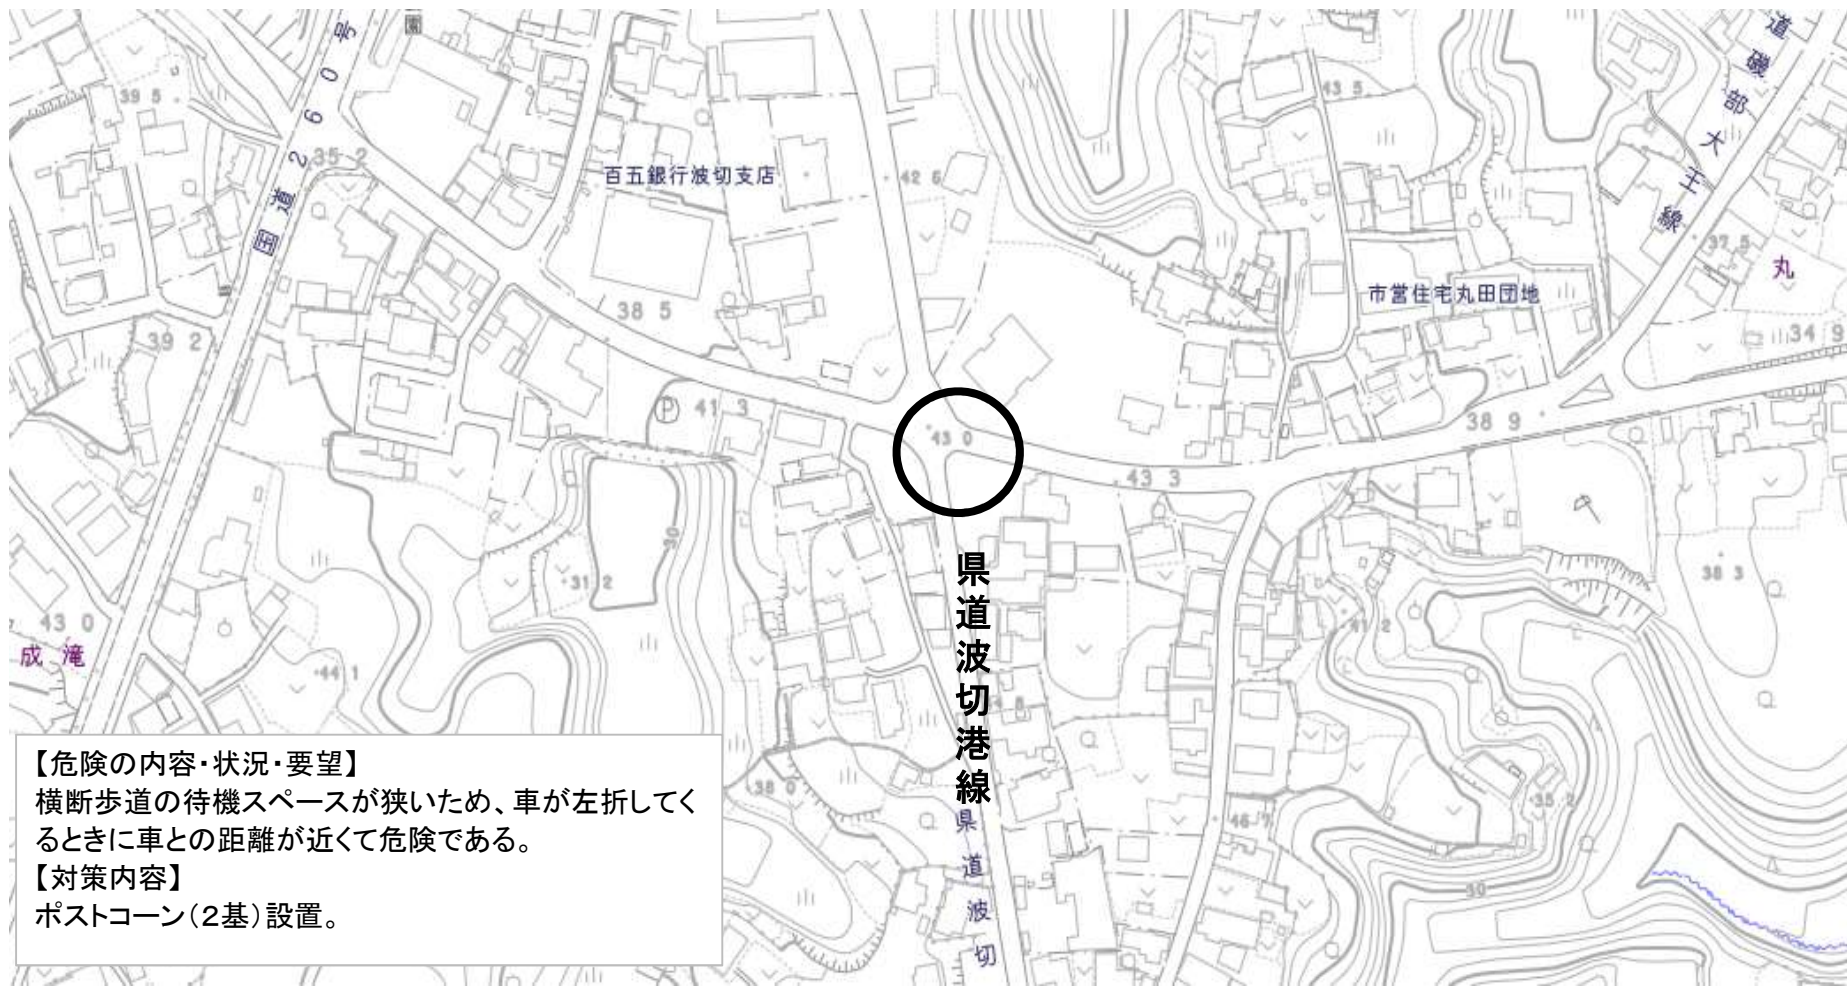 国道260号
道磯部大王線
39 5
35 2
百五銀行波切支店
42 6
43 5
37 5
丸
市営住宅丸田団地
38 5
39 2
34 9
P
41 3
43 0
38 9
43 3
31 2
30
38 3
43 0
成滝
44 1
41 2
県道波切港線
38 0
35 2
46 7
30
県道波切
【危険の内容・状況・要望】
横断歩道の待機スペースが狭いため、車が左折してく
るときに車との距離が近くて危険である。
【対策内容】
ポストコーン（２基）設置。